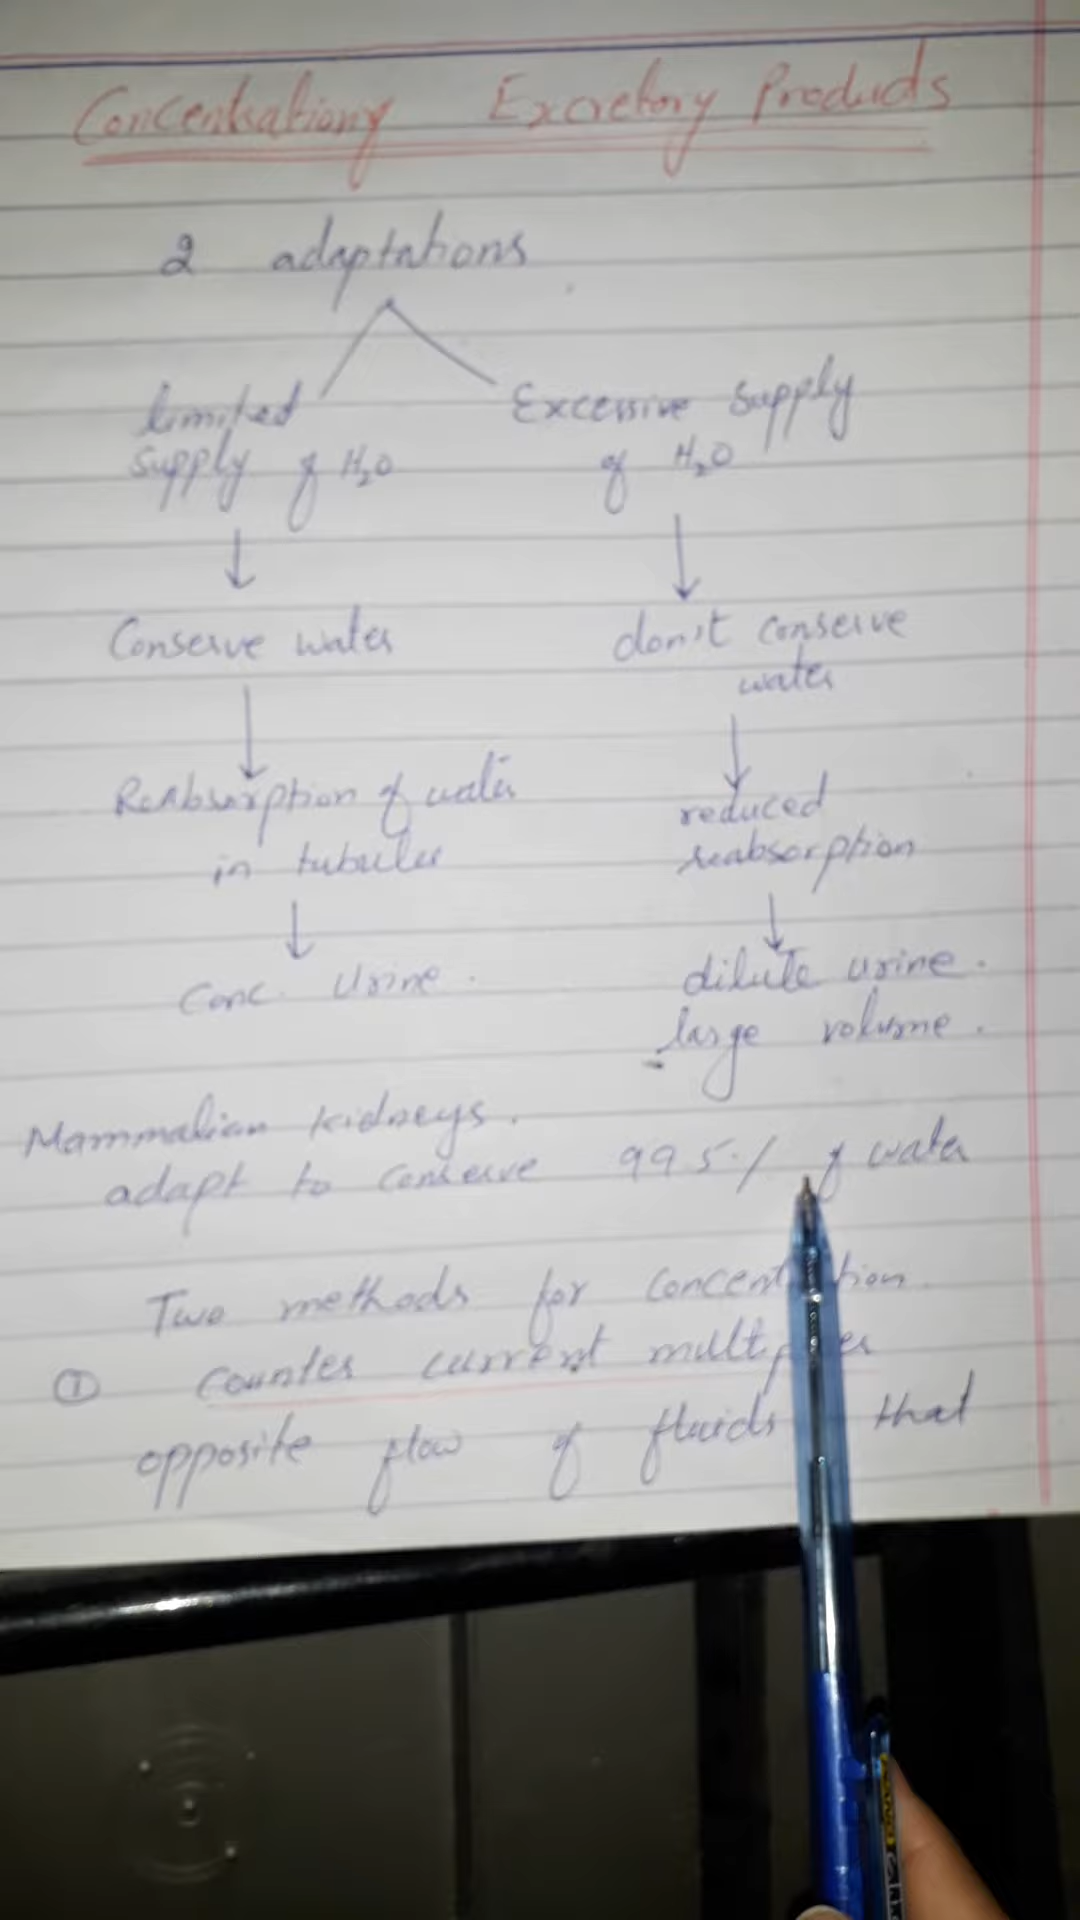 Concentration of Excretory Products
2 adaptations
limited
supply of H₂O
Excessive supply
of H₂O
Conserve water
don't conserve
water
Reabsorption of water
in tubules
reduced
reabsorption
Conc. Urine.
dilute urine.
large volume.
Mammalian kidneys.
adapt to conserve 99.5% of water
Two methods for
① counter current
opposite flow of fluids that